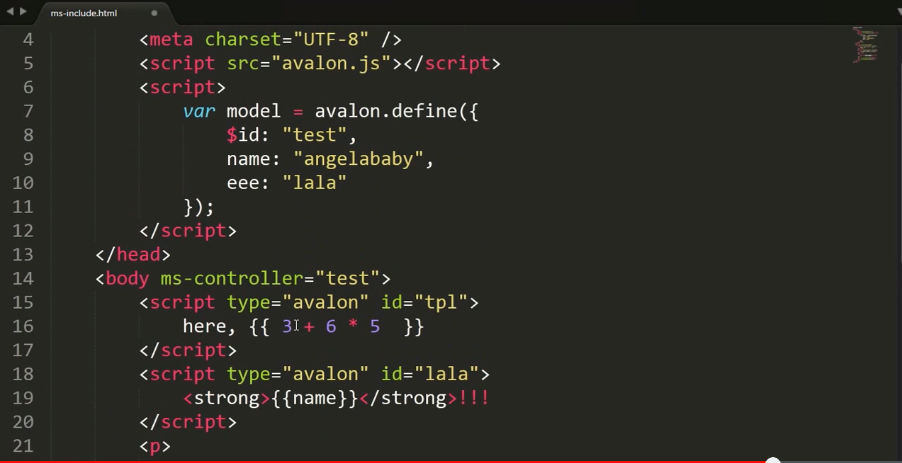 ms-include.html
4 <meta charset="UTF-8" />
5 <script src="avalon.js"></script>
6 <script>
7 var model = avalon.define({
8 $id: "test",
9 name: "angelababy",
10 eee: "lala"
11 });
12 </script>
13 </head>
14 <body ms-controller="test">
15 <script type="avalon" id="tpl">
16 here, {{ 3 + 6 * 5 }}
17 </script>
18 <script type="avalon" id="lala">
19 <strong>{{name}}</strong>!!!
20 </script>
21 <p>